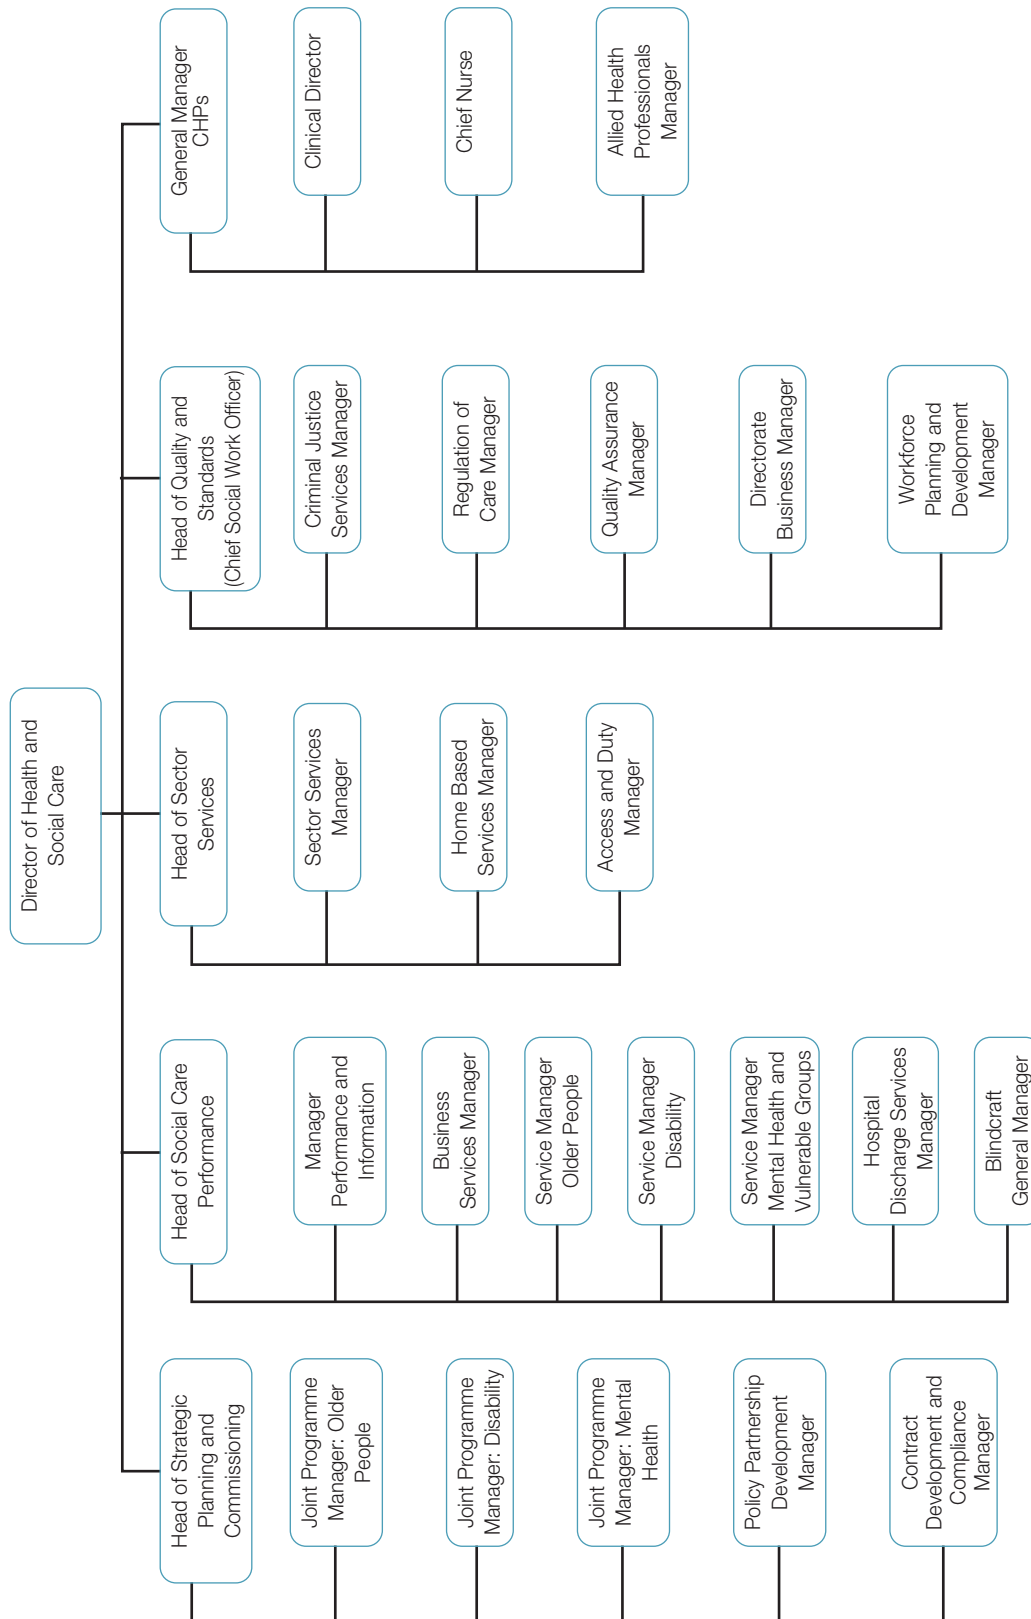 Director of Health and
Social Care
Head of Strategic
Planning and
Commissioning
Joint Programme
Manager: Older
People
Joint Programme
Manager: Disability
Joint Programme
Manager: Mental
Health
Policy Partnership
Development
Manager
Contract
Development and
Compliance
Manager
Head of Social Care
Performance
Manager
Performance and
Information
Business
Services Manager
Service Manager
Older People
Service Manager
Disability
Service Manager
Mental Health and
Vulnerable Groups
Hospital
Discharge Services
Manager
Blindcraft
General Manager
Head of Sector
Services
Sector Services
Manager
Home Based
Services Manager
Access and Duty
Manager
Head of Quality and
Standards
(Chief Social Work Officer)
Criminal Justice
Services Manager
Regulation of
Care Manager
Quality Assurance
Manager
Directorate
Business Manager
Workforce
Planning and
Development
Manager
General Manager
CHPs
Clinical Director
Chief Nurse
Allied Health
Professionals
Manager